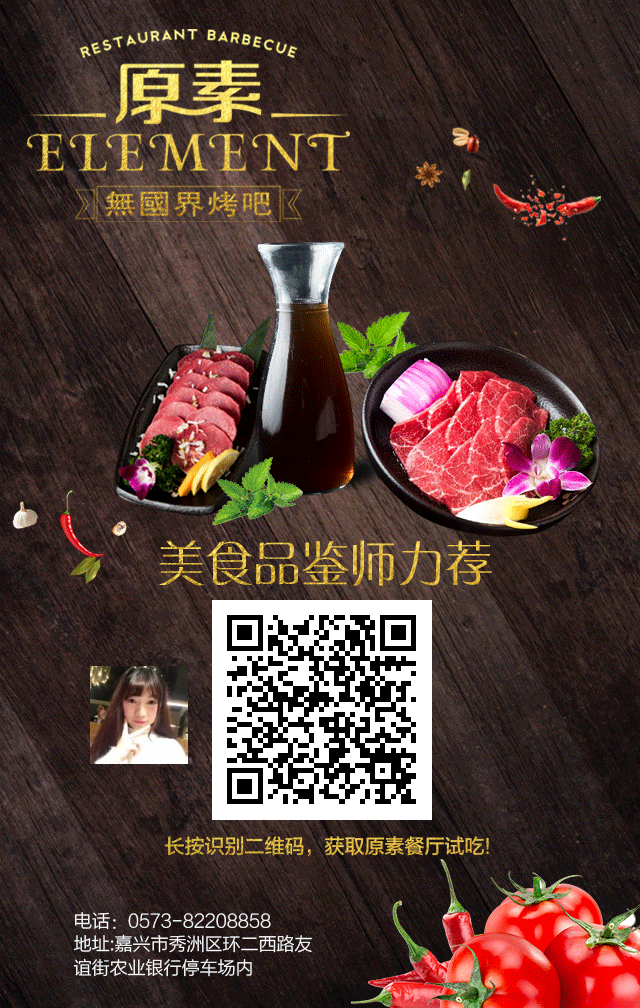 RESTAURANT BARBECUE
原素
ELEMENT
無國界烤吧
美食品鉴师力荐
长按识别二维码，获取原素餐厅试吃!
电话：0573-82208858
地址:嘉兴市秀洲区环二西路友
谊街农业银行停车场内